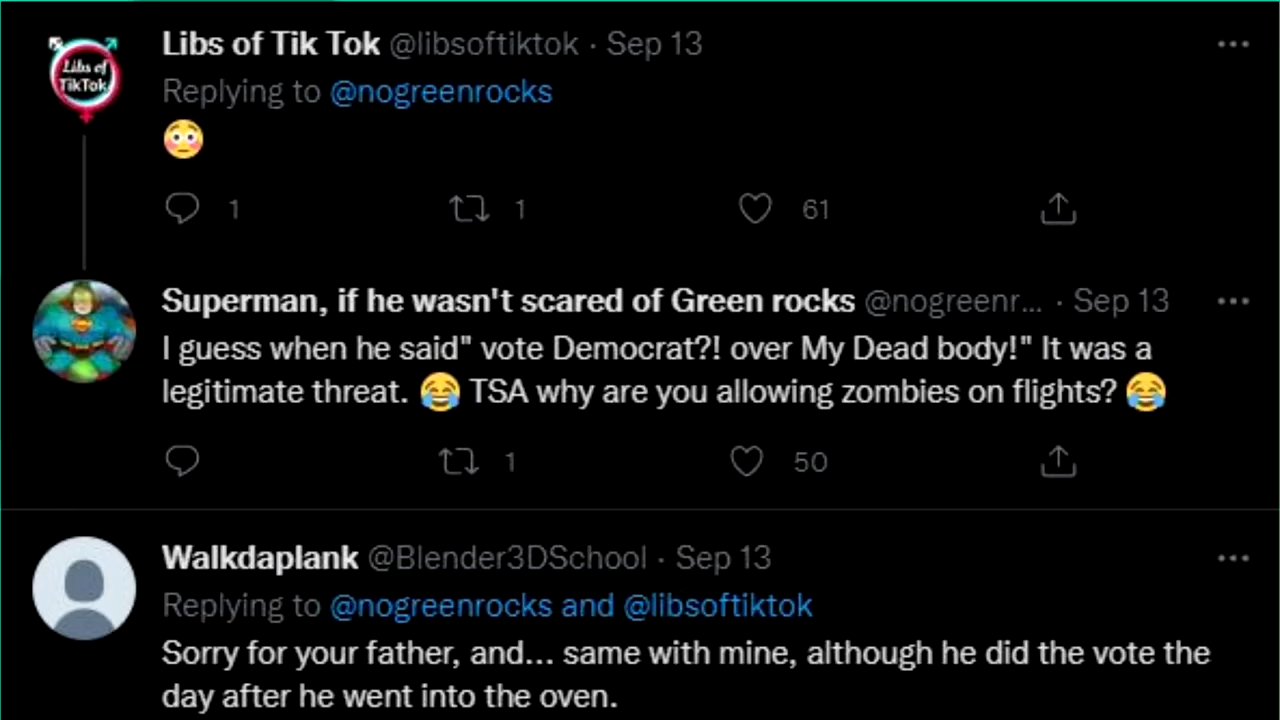 Libs of TikTok
Libs of Tik Tok @libsoftiktok · Sep 13
Replying to @nogreenrocks
1 1 61
Superman, if he wasn't scared of Green rocks @nogreenr... · Sep 13
I guess when he said" vote Democrat?! over My Dead body!" It was a
legitimate threat. 😂 TSA why are you allowing zombies on flights? 😂
1 50
Walkdaplank @Blender3DSchool · Sep 13
Replying to @nogreenrocks and @libsoftiktok
Sorry for your father, and... same with mine, although he did the vote the
day after he went into the oven.